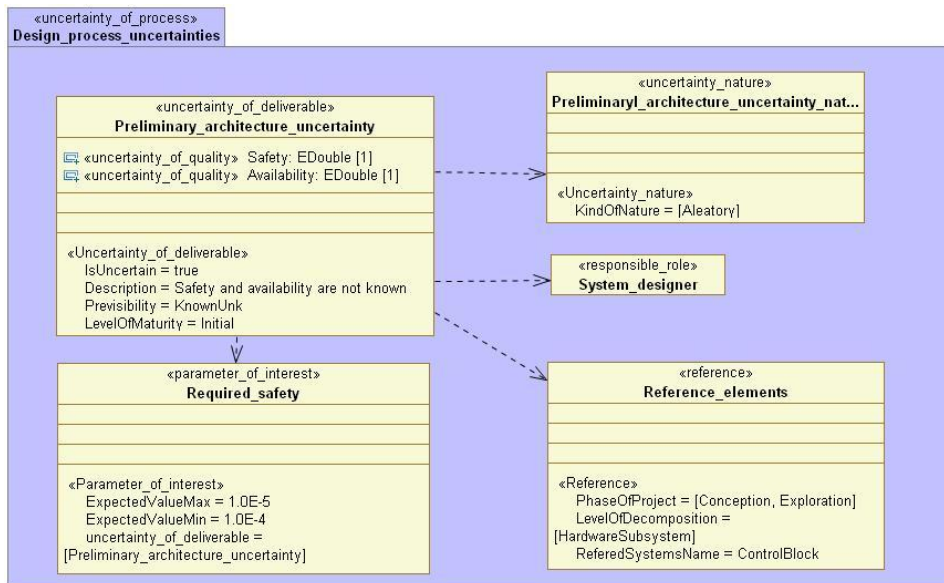 «uncertainty_of_process»
Design_process_uncertainties
«uncertainty_of_deliverable»
Preliminary_architecture_uncertainty
«uncertainty_of_quality» Safety: EDouble [1]
«uncertainty_of_quality» Availability: EDouble [1]
«Uncertainty_of_deliverable»
IsUncertain = true
Description = Safety and availability are not known
Previsibility = KnownUnk
LevelOfMaturity = Initial
«uncertainty_nature»
Preliminaryl_architecture_uncertainty_nat...
«Uncertainty_nature»
KindOfNature = [Aleatory]
«responsible_role»
System_designer
«parameter_of_interest»
Required_safety
«Parameter_of_interest»
ExpectedValueMax = 1.0E-5
ExpectedValueMin = 1.0E-4
uncertainty_of_deliverable =
[Preliminary_architecture_uncertainty]
«reference»
Reference_elements
«Reference»
PhaseOfProject = [Conception, Exploration]
LevelOfDecomposition =
[HardwareSubsystem]
ReferedSystemsName = ControlBlock